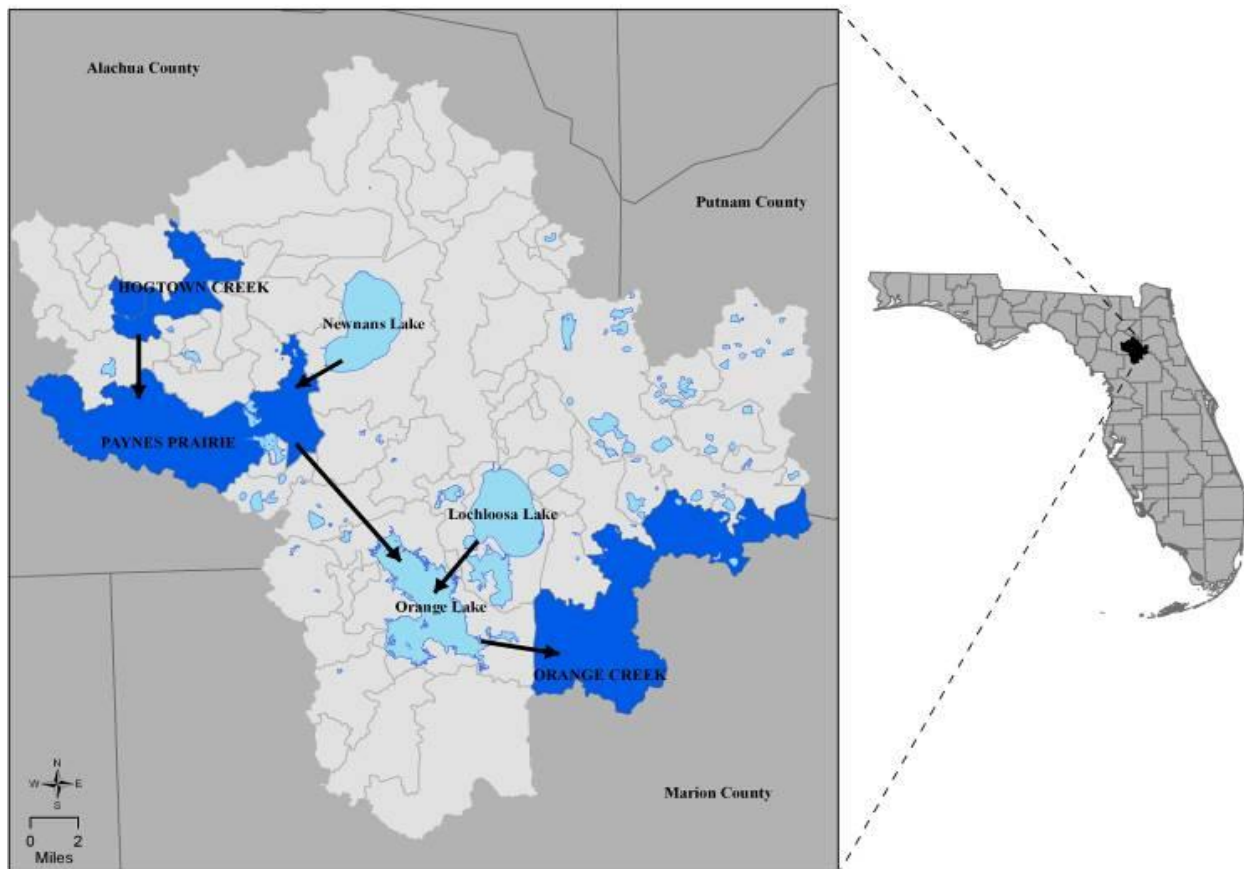 Alachua County
Putnam County
HOGTOWN CREEK
Newnans Lake
PAYNES PRAIRIE
Lochloosa Lake
Orange Lake
ORANGE CREEK
Marion County
N
W E
S
0 2
Miles